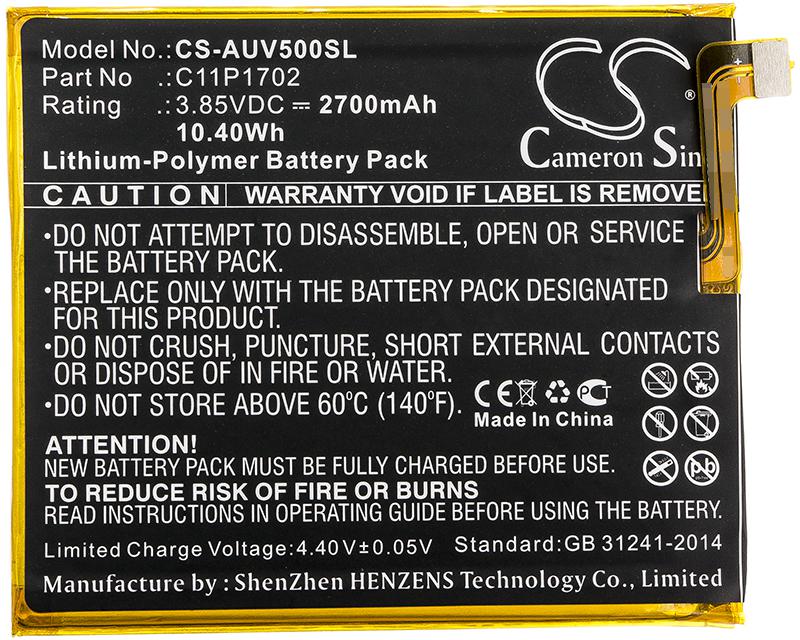 Model No.:CS-AUV500SL
Part No .:C11P1702
Rating .:3.85VDC ⎓ 2700mAh
10.40Wh
Lithium-Polymer Battery Pack
CS
®
Cameron Sin
CAUTION WARRANTY VOID IF LABEL IS REMOVE
•DO NOT ATTEMPT TO DISASSEMBLE, OPEN OR SERVICE
THE BATTERY PACK.
•REPLACE ONLY WITH THE BATTERY PACK DESIGNATED
FOR THIS PRODUCT.
•DO NOT CRUSH, PUNCTURE, SHORT EXTERNAL CONTACTS
OR DISPOSE OF IN FIRE OR WATER.
•DO NOT STORE ABOVE 60°C (140°F).
CE PCT
Made In China
Pb
ATTENTION!
NEW BATTERY PACK MUST BE FULLY CHARGED BEFORE USE.
TO REDUCE RISK OF FIRE OR BURNS
READ INSTRUCTIONS IN OPERATING GUIDE BEFORE USING THE BATTERY.
Limited Charge Voltage:4.40V±0.05V Standard:GB 31241-2014
Manufacture by : ShenZhen HENZENS Technology Co., Limited